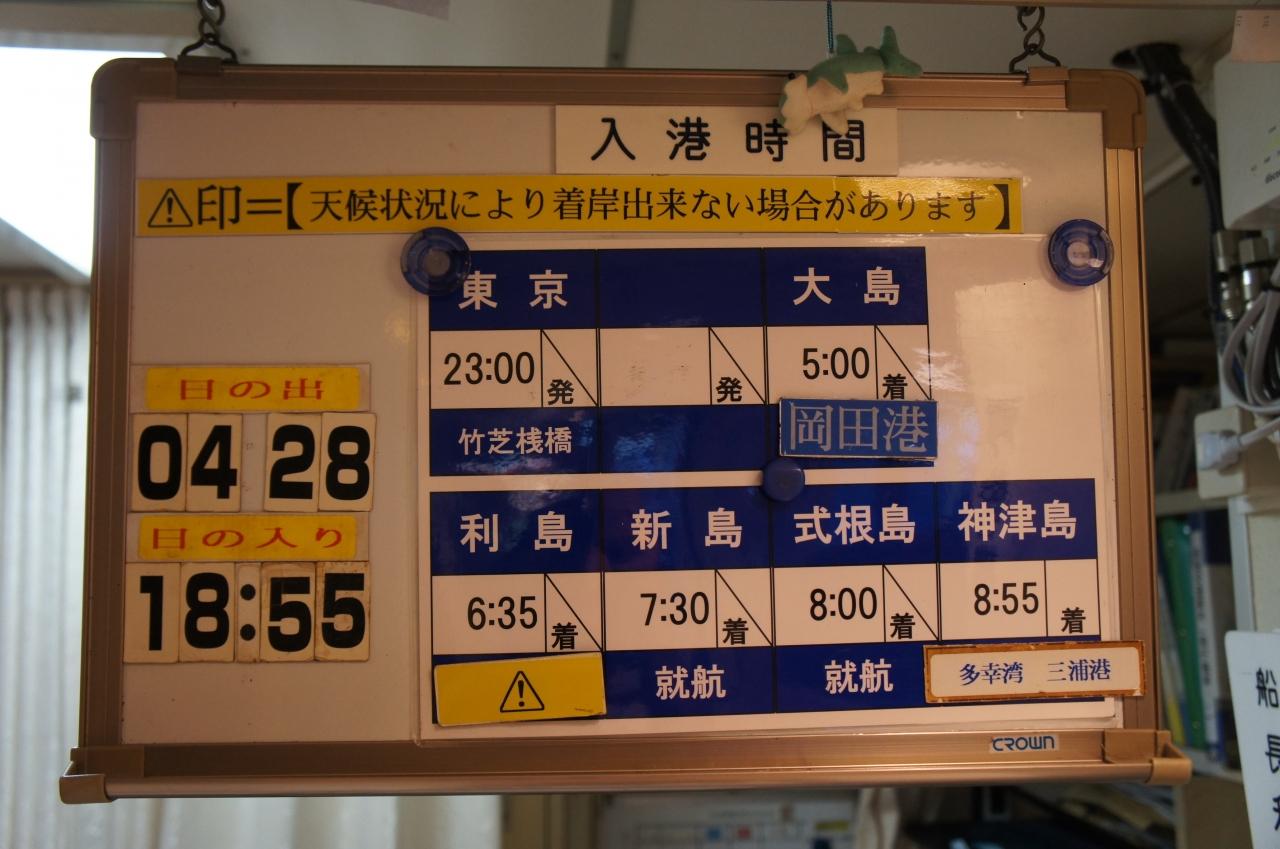 入港時間
⚠印=【天候状況により着岸出来ない場合があります】
東京 大島
23:00 発 発 5:00 着
竹芝桟橋 岡田港
日の出
04 28
日の入り
18:55
利島 新島 式根島 神津島
6:35 着 7:30 着 8:00 着 8:55 着
⚠ 就航 就航 多幸湾 三浦港
CROWN
船
長